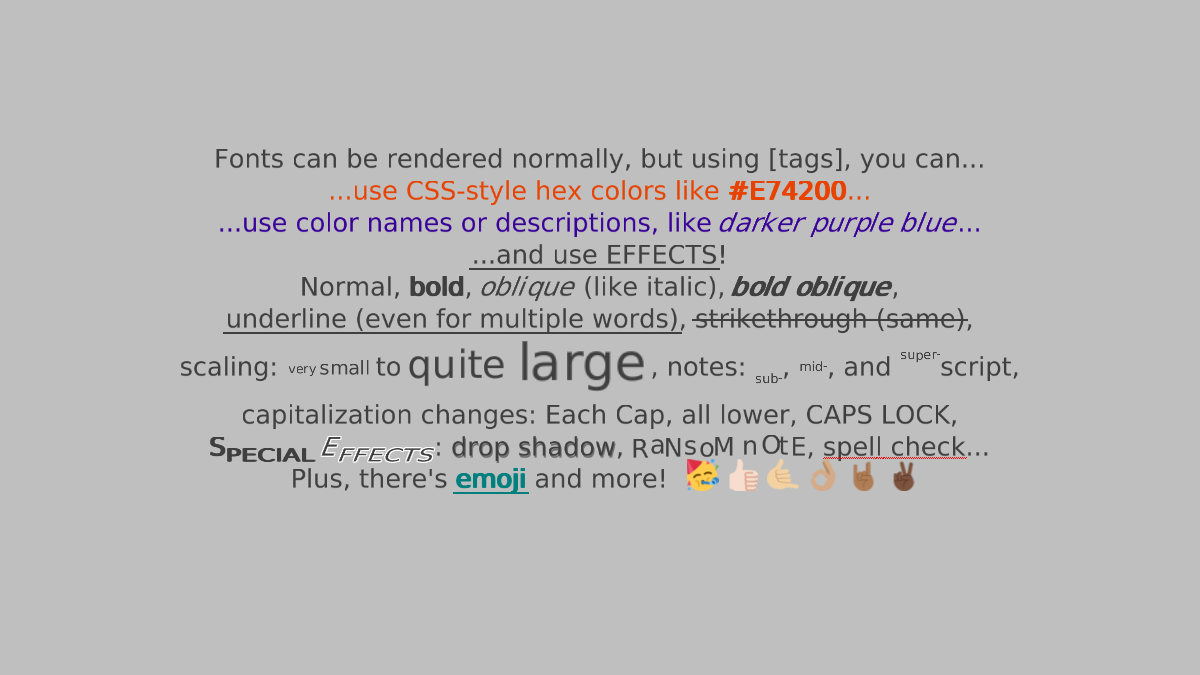 Fonts can be rendered normally, but using [tags], you can...
...use CSS-style hex colors like #E74200...
...use color names or descriptions, like darker purple blue...
...and use EFFECTS!
Normal, bold, oblique (like italic), bold oblique,
underline (even for multiple words), strikethrough (same),
scaling: very small to quite large, notes: sub-, mid-, and super-script,
capitalization changes: Each Cap, all lower, CAPS LOCK,
SPECIAL EFFECTS: drop shadow, RaNsoM nOtE, spell check...
Plus, there's emoji and more! 🥳👍🏻🤙🏼👌🏽🤘🏾✌🏿